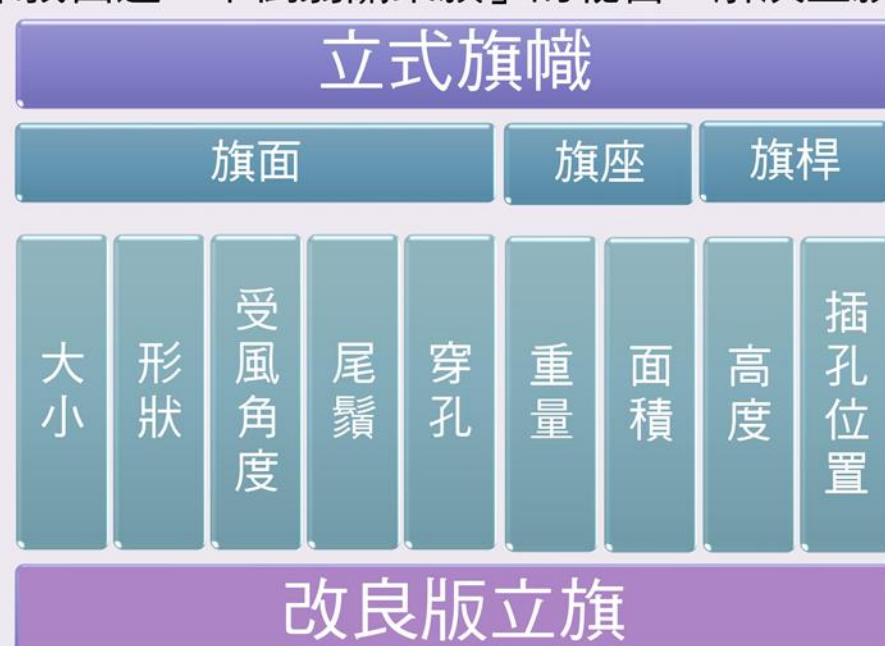 立式旗幟
旗面 旗座 旗桿
大小 形狀 受風角度 尾鬚 穿孔 重量 面積 高度 插孔位置
改良版立旗